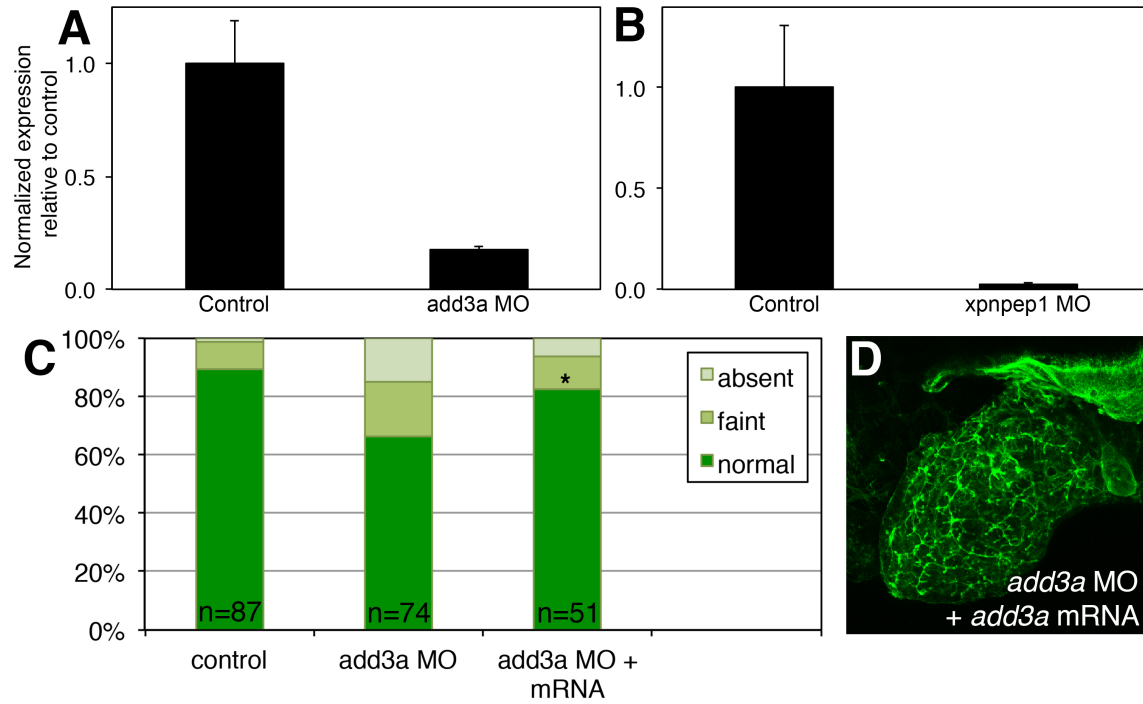 A
Normalized expression
relative to control
1.0
0.5
0.0
Control
add3a MO
B
1.0
0.5
0.0
Control
xpnpep1 MO
C
100%
80%
60%
40%
20%
0%
n=87
n=74
*
n=51
absent
faint
normal
control
add3a MO
add3a MO +
mRNA
D
add3a MO
+ add3a mRNA